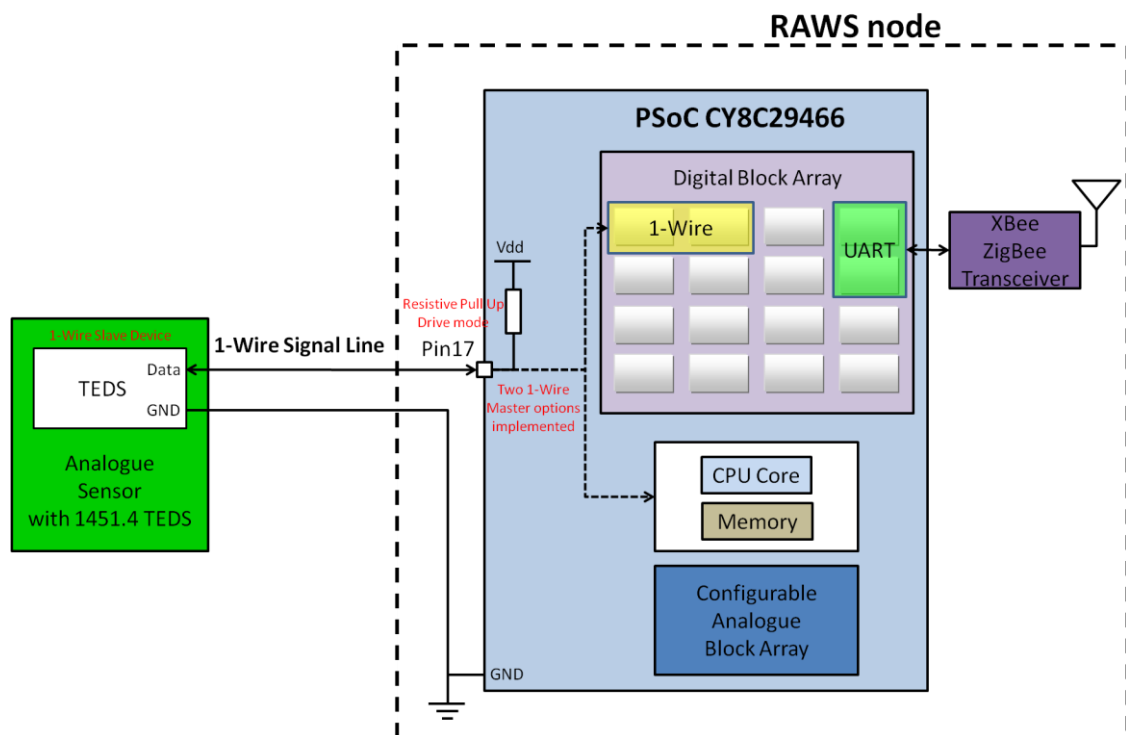 RAWS node
PSoC CY8C29466
Digital Block Array
1-Wire
UART
XBee
ZigBee
Transceiver
Vdd
Resistive Pull Up
Drive mode
1-Wire Slave Device
1-Wire Signal Line
Pin17
TEDS
Data
GND
Two 1-Wire
Master options
implemented
Analogue
Sensor
with 1451.4 TEDS
CPU Core
Memory
Configurable
Analogue
Block Array
GND